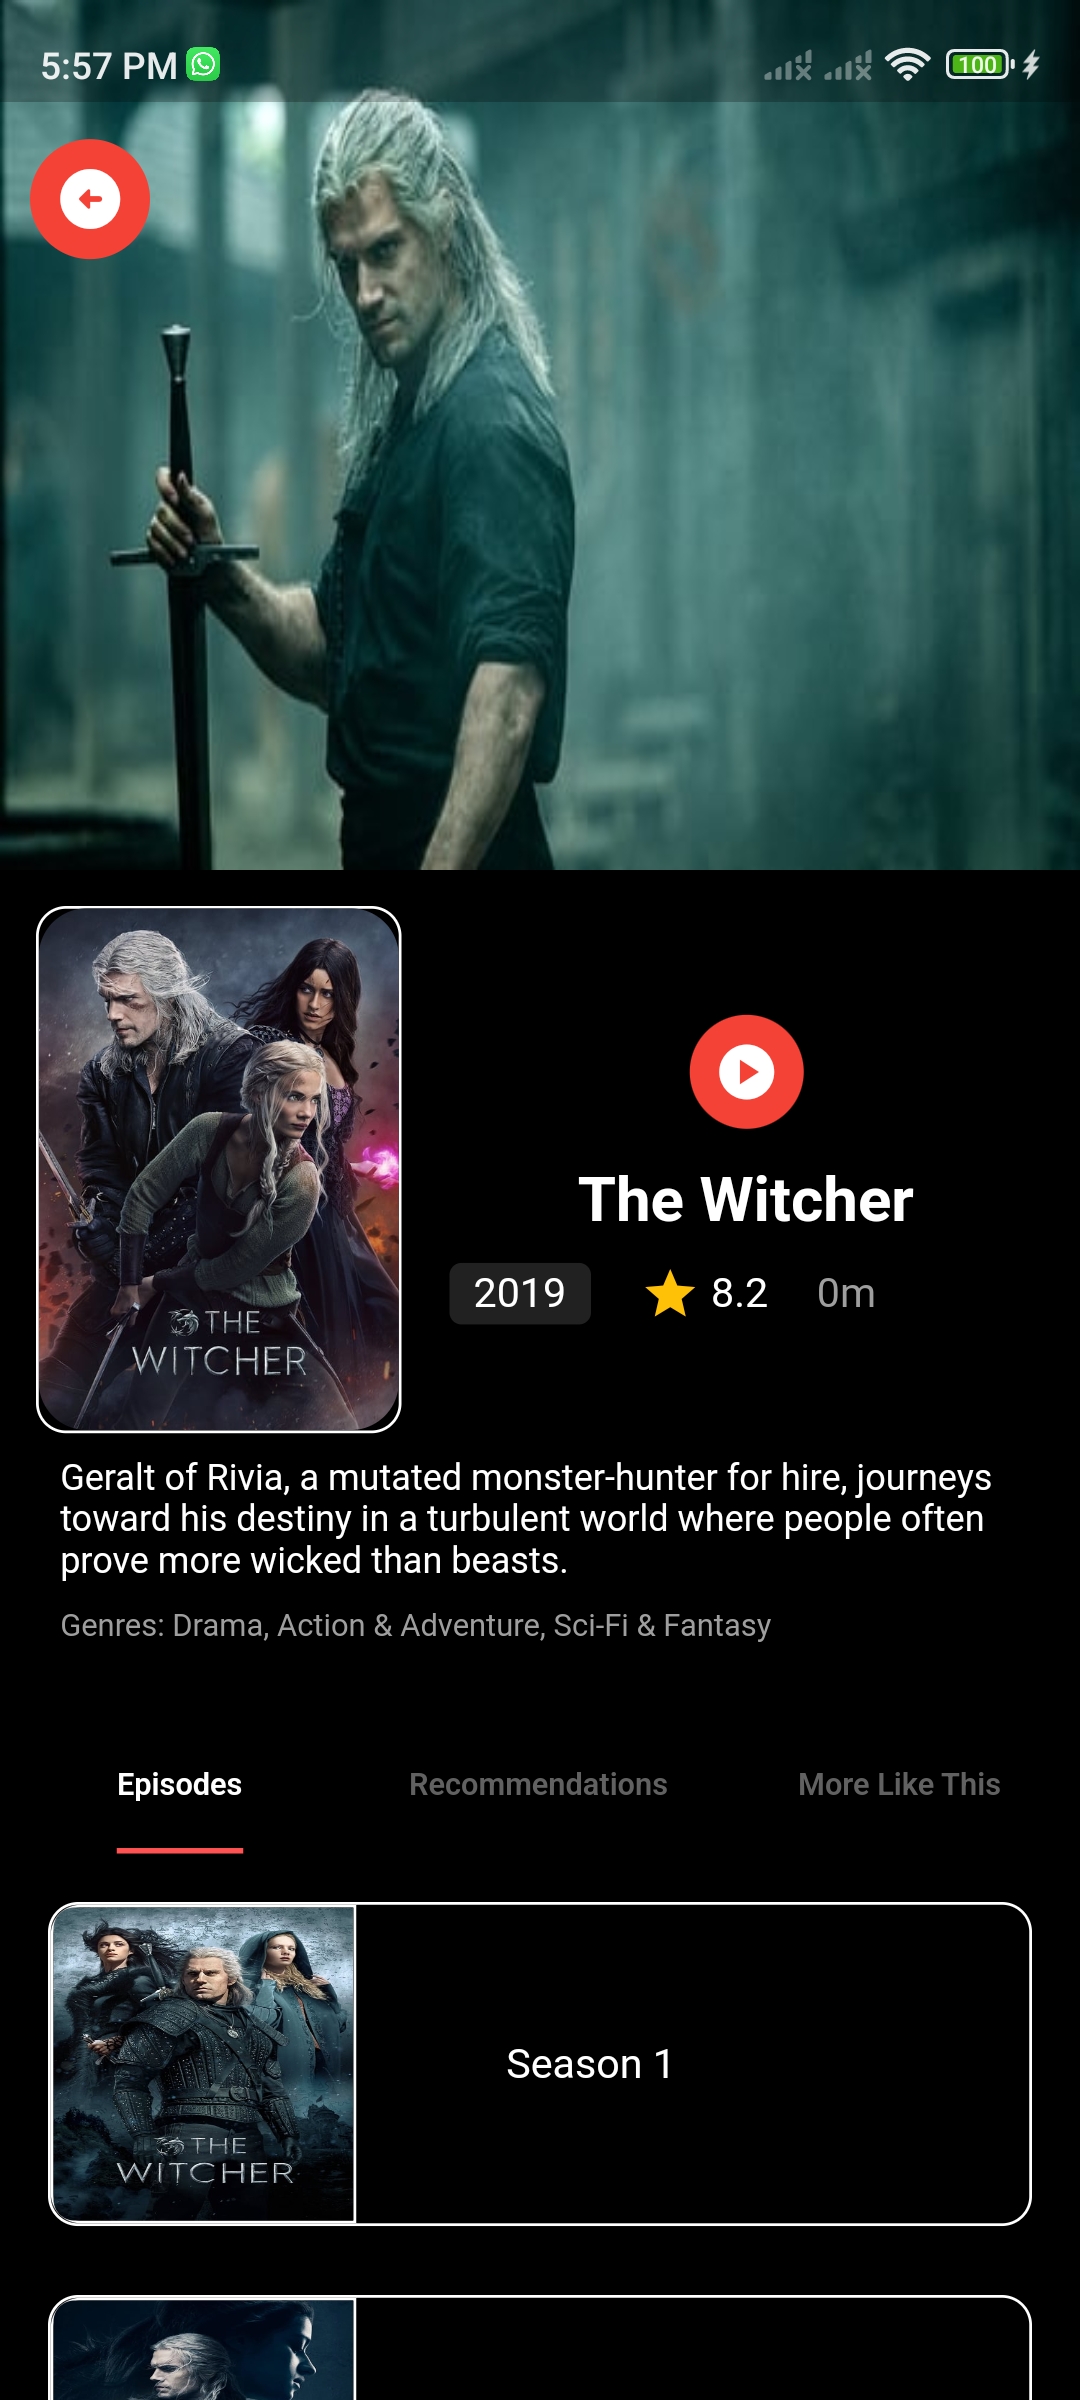 5:57 PM
100
THE
WITCHER
The Witcher
2019
8.2
0m
Geralt of Rivia, a mutated monster-hunter for hire, journeys
toward his destiny in a turbulent world where people often
prove more wicked than beasts.
Genres: Drama, Action & Adventure, Sci-Fi & Fantasy
Episodes
Recommendations
More Like This
THE
WITCHER
Season 1